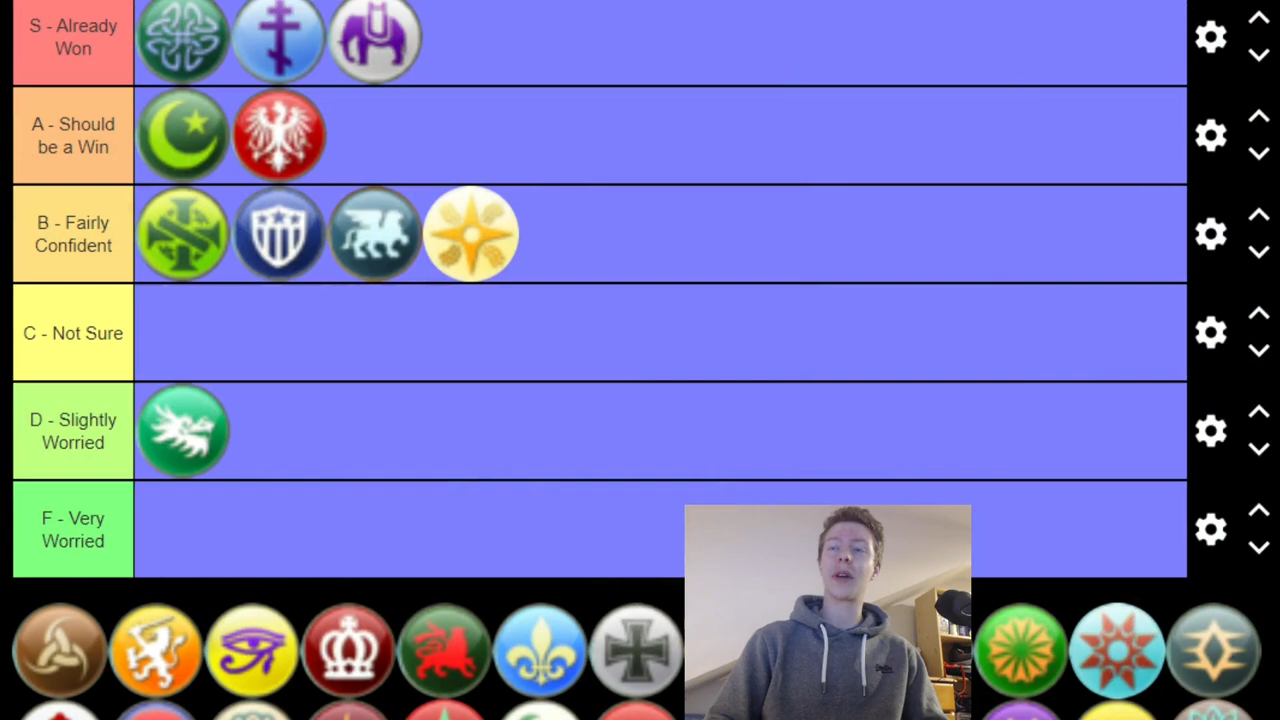 S - Already
Won
A - Should
be a Win
B - Fairly
Confident
C - Not Sure
D - Slightly
Worried
F - Very
Worried